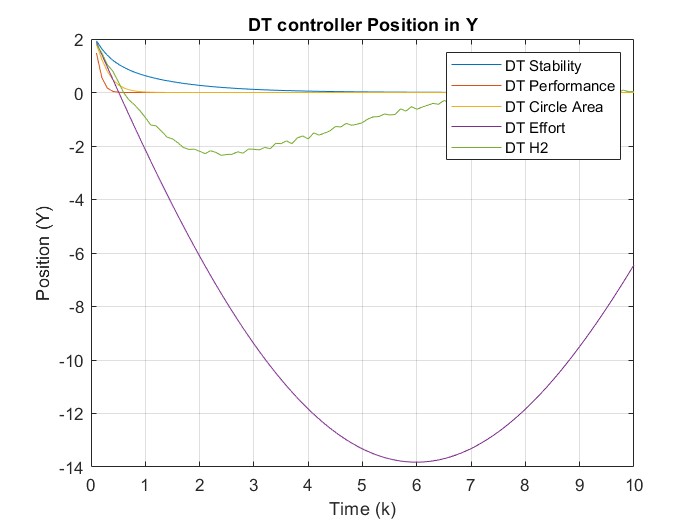 DT controller Position in Y
2
0
-2
-4
-6
-8
-10
-12
-14
Position (Y)
DT Stability
DT Performance
DT Circle Area
DT Effort
DT H2
0 1 2 3 4 5 6 7 8 9 10
Time (k)